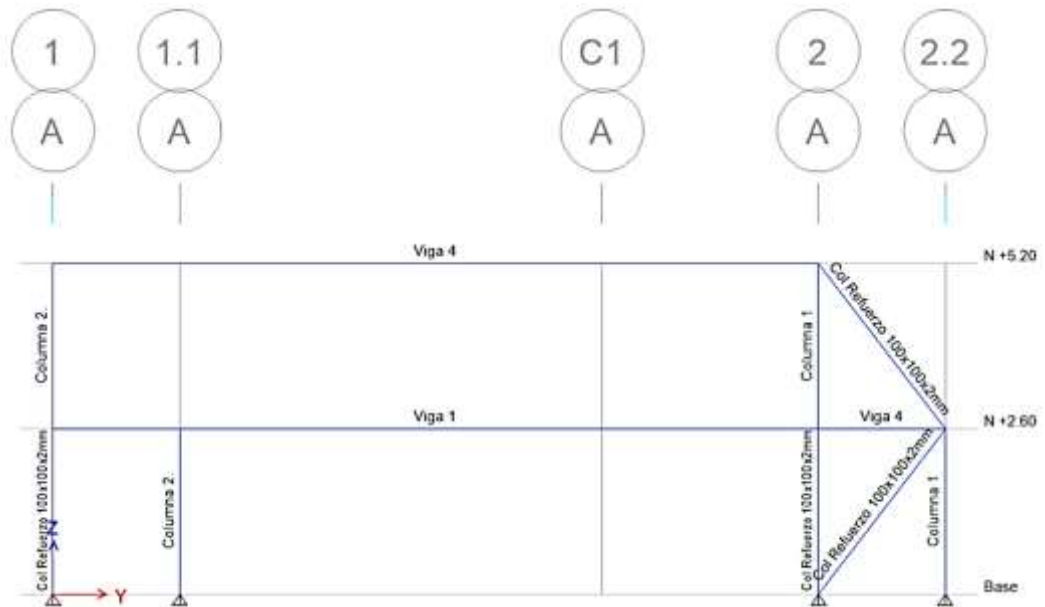 1 1.1 C1 2 2.2
A A A A A
Viga 4
N +5.20
Col Refuerzo 100x100x2mm
Columna 2.
Columna 1
Viga 1
Viga 4
N +2.60
Col Refuerzo 100x100x2mm
Columna 2.
Col Refuerzo 100x100x2mm
Col Refuerzo 100x100x2mm
Columna 1
Z
Y
Base